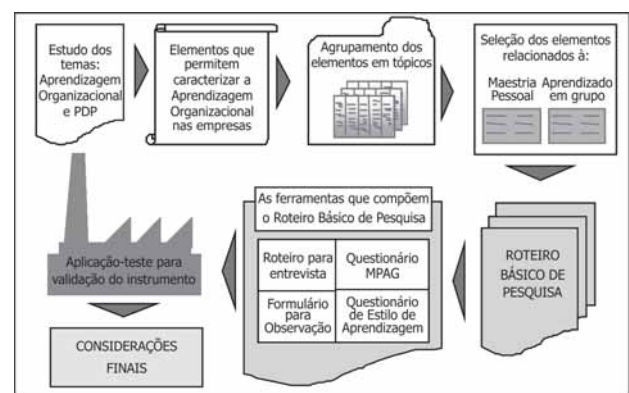 Estudo dos
temas:
Aprendizagem
Organizacional
e PDP
Elementos que
permitem
caracterizar a
Aprendizagem
Organizacional
nas empresas
Agrupamento dos
elementos em tópicos
Seleção dos elementos
relacionados à:
Maestria
Pessoal
Aprendizado
em grupo
ROTEIRO
BÁSICO DE
PESQUISA
As ferramentas que compõem
o Roteiro Básico de Pesquisa
Roteiro para
entrevista
Questionário
MPAG
Formulário
para
Observação
Questionário
de Estilo de
Aprendizagem
Aplicação-teste para
validação do instrumento
CONSIDERAÇÕES
FINAIS